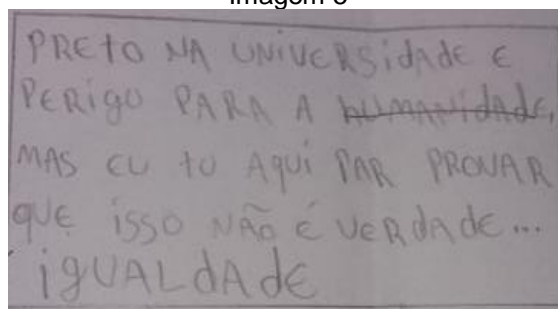 PRETO NA UNIVERSIDADE E
PERIGO PARA A HUMANIDADE,
MAS EU TO AQUI PAR PROVAR
QUE ISSO NÃO É VERDADE...
IGUALDADE